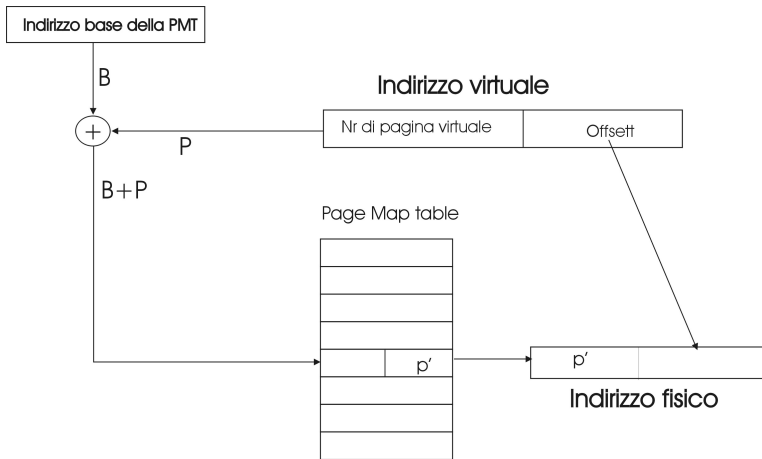 Indirizzo base della PMT
B
Indirizzo virtuale
Nr di pagina virtuale
Offsett
+
P
B+P
Page Map table
p'
p'
Indirizzo fisico